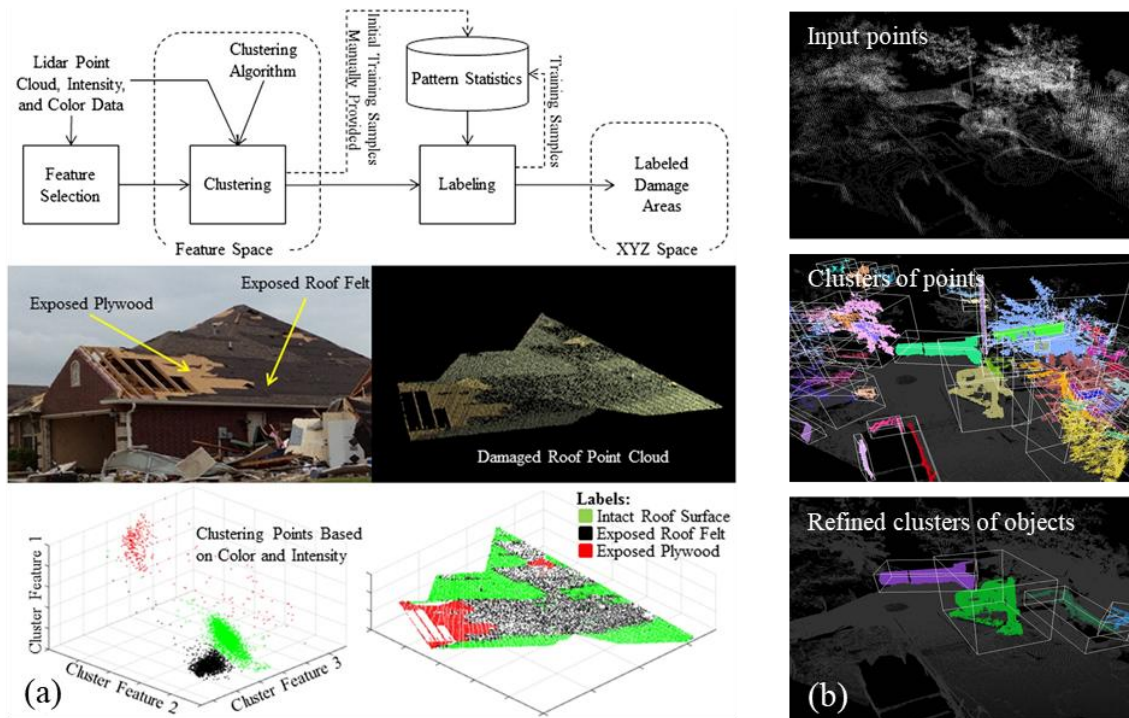 Lidar Point
Cloud, Intensity,
and Color Data
Clustering
Algorithm
Initial Training Samples
Manually Provided
Pattern Statistics
Training Samples
Feature
Selection
Clustering
Labeling
Labeled
Damage
Areas
Feature Space
XYZ Space
Exposed Plywood
Exposed Roof Felt
Damaged Roof Point Cloud
Clustering Points Based
on Color and Intensity
Cluster Feature 1
Cluster Feature 2
Cluster Feature 3
Labels:
Intact Roof Surface
Exposed Roof Felt
Exposed Plywood
(a)
Input points
Clusters of points
Refined clusters of objects
(b)